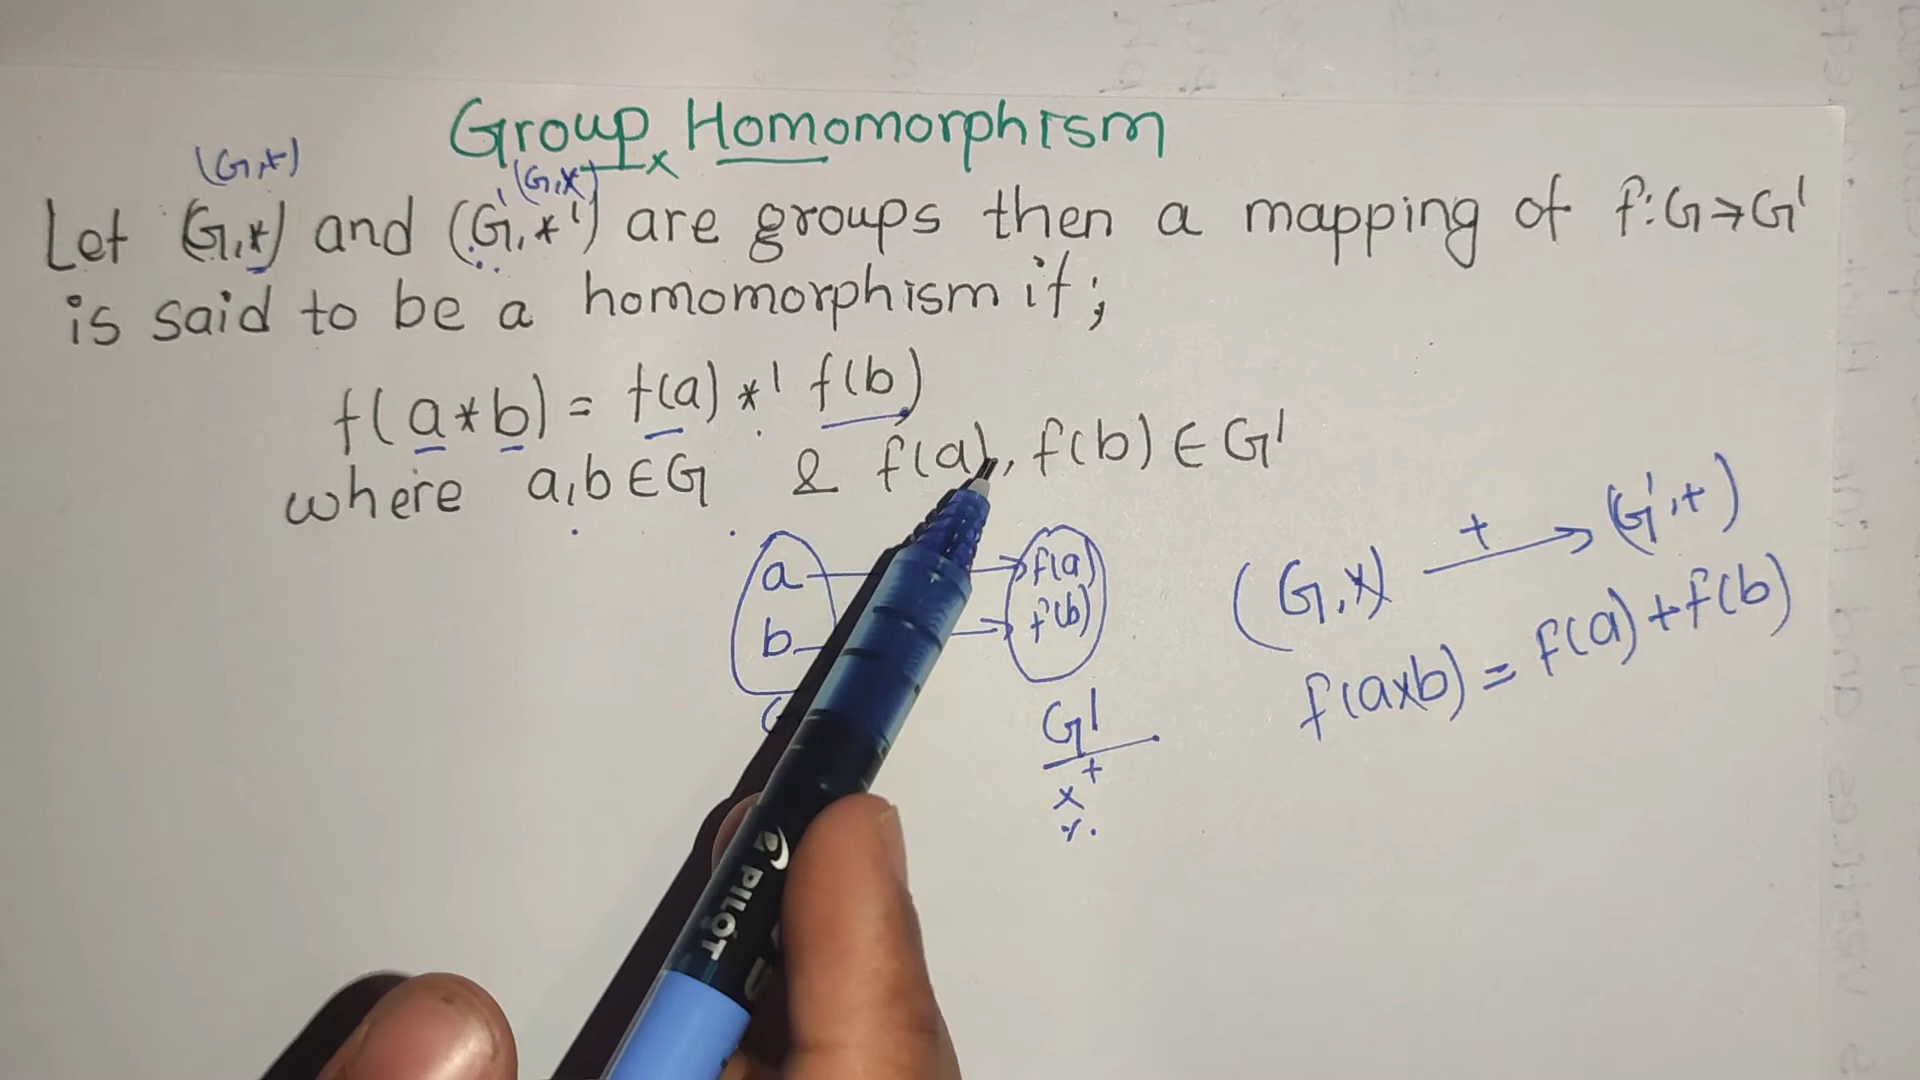 Group Homomorphism
(G,+)
x
(G,x)
Let (G,*) and (G',*') are groups then a mapping of f:G→G'
is said to be a homomorphism if;
f(a*b) = f(a) *' f(b)
where a,b∈G & f(a), f(b) ∈ G'
a
b
f(a)
f(b)
G'
+
x
(G,x) + → (G',+)
f(axb) = f(a)+f(b)
PILOT